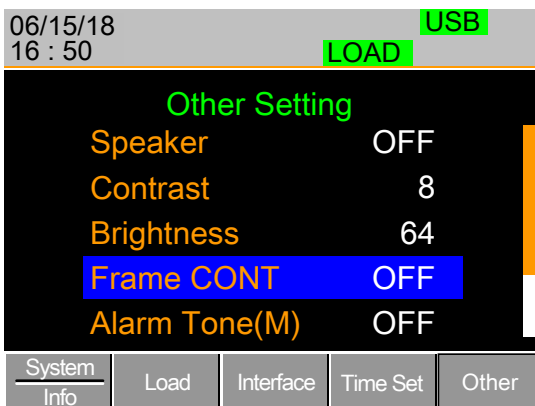 06/15/18 USB
16 : 50 LOAD
Other Setting
Speaker OFF
Contrast 8
Brightness 64
Frame CONT OFF
Alarm Tone(M) OFF
System Load Interface Time Set Other
Info